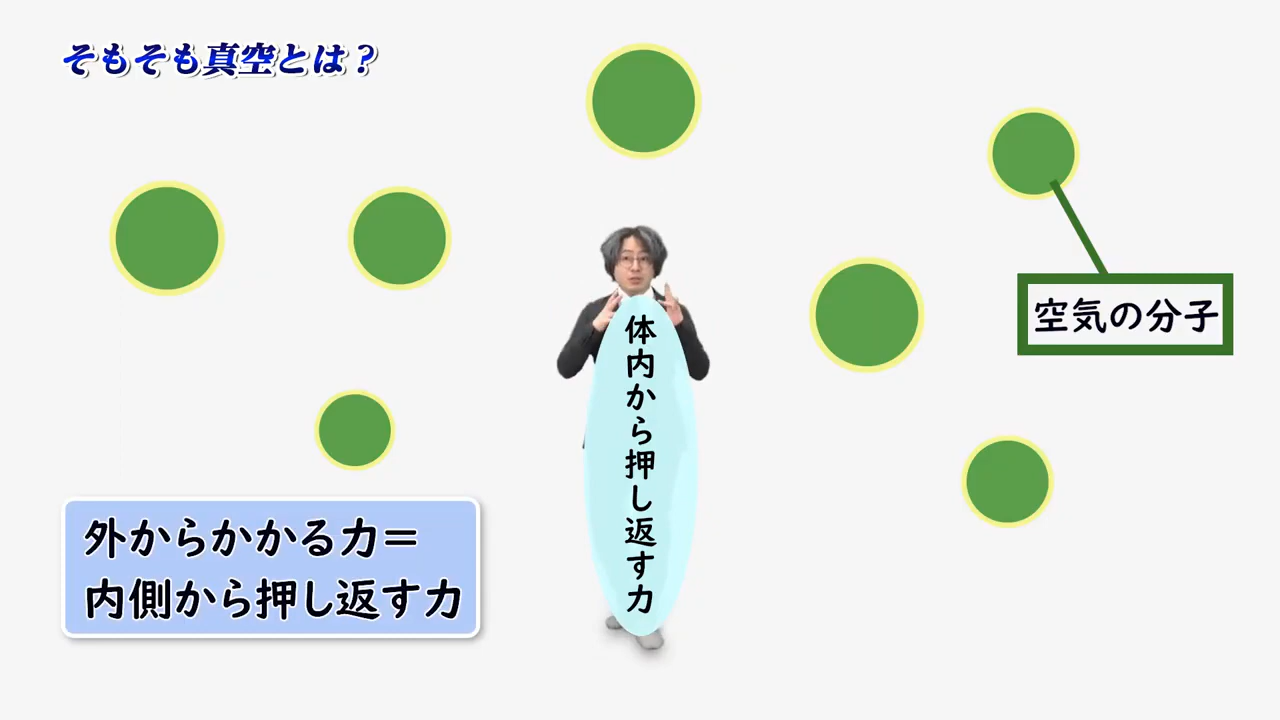 そもそも真空とは？
空気の分子
体内から押し返す力
外からかかる力＝
内側から押し返す力